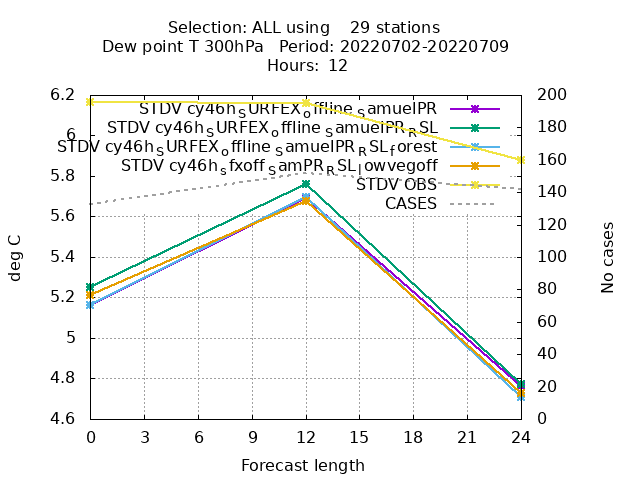 Selection: ALL using 29 stations
Dew point T 300hPa Period: 20220702-20220709
Hours: 12
6.2
6
5.8
5.6
5.4
5.2
5
4.8
4.6
200
180
160
140
120
100
80
60
40
20
0
STDV cy46h_SURFEX_offline_SamuelPR
STDV cy46h_SURFEX_offline_SamuelPR_RSL
STDV cy46h_SURFEX_offline_SamuelPR_RSL_forest
STDV cy46h_sfxoff_SamPR_RSL_lowvegoff
STDV OBS
CASES
deg C
No cases
0 3 6 9 12 15 18 21 24
Forecast length